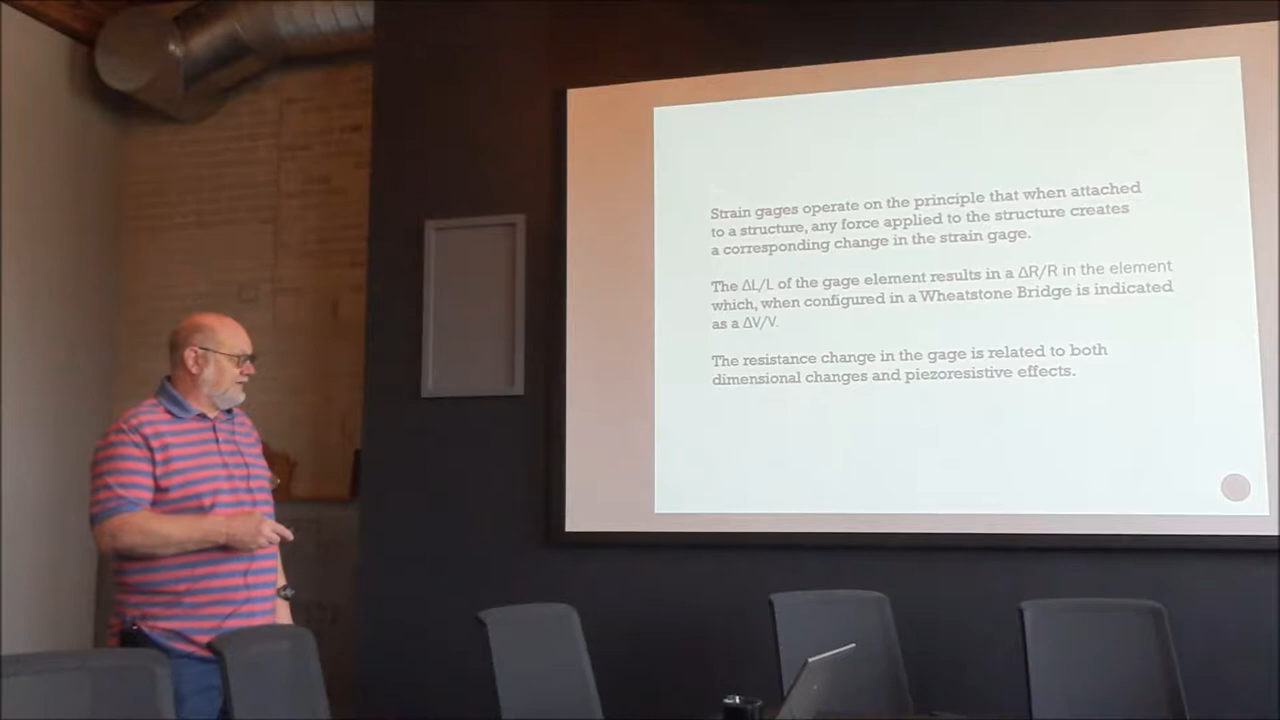 Strain gages operate on the principle that when attached
to a structure, any force applied to the structure creates
a corresponding change in the strain gage.
The ΔL/L of the gage element results in a ΔR/R in the element
which, when configured in a Wheatstone Bridge is indicated
as a ΔV/V.
The resistance change in the gage is related to both
dimensional changes and piezoresistive effects.